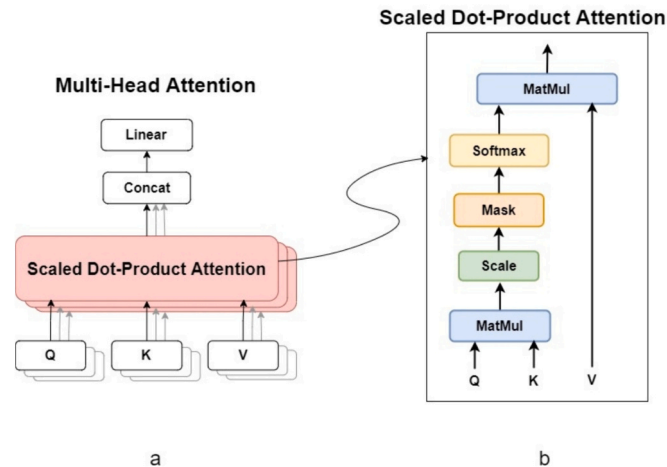 Multi-Head Attention
Linear
Concat
Scaled Dot-Product Attention
Q K V
a
Scaled Dot-Product Attention
MatMul
Softmax
Mask
Scale
MatMul
Q K V
b